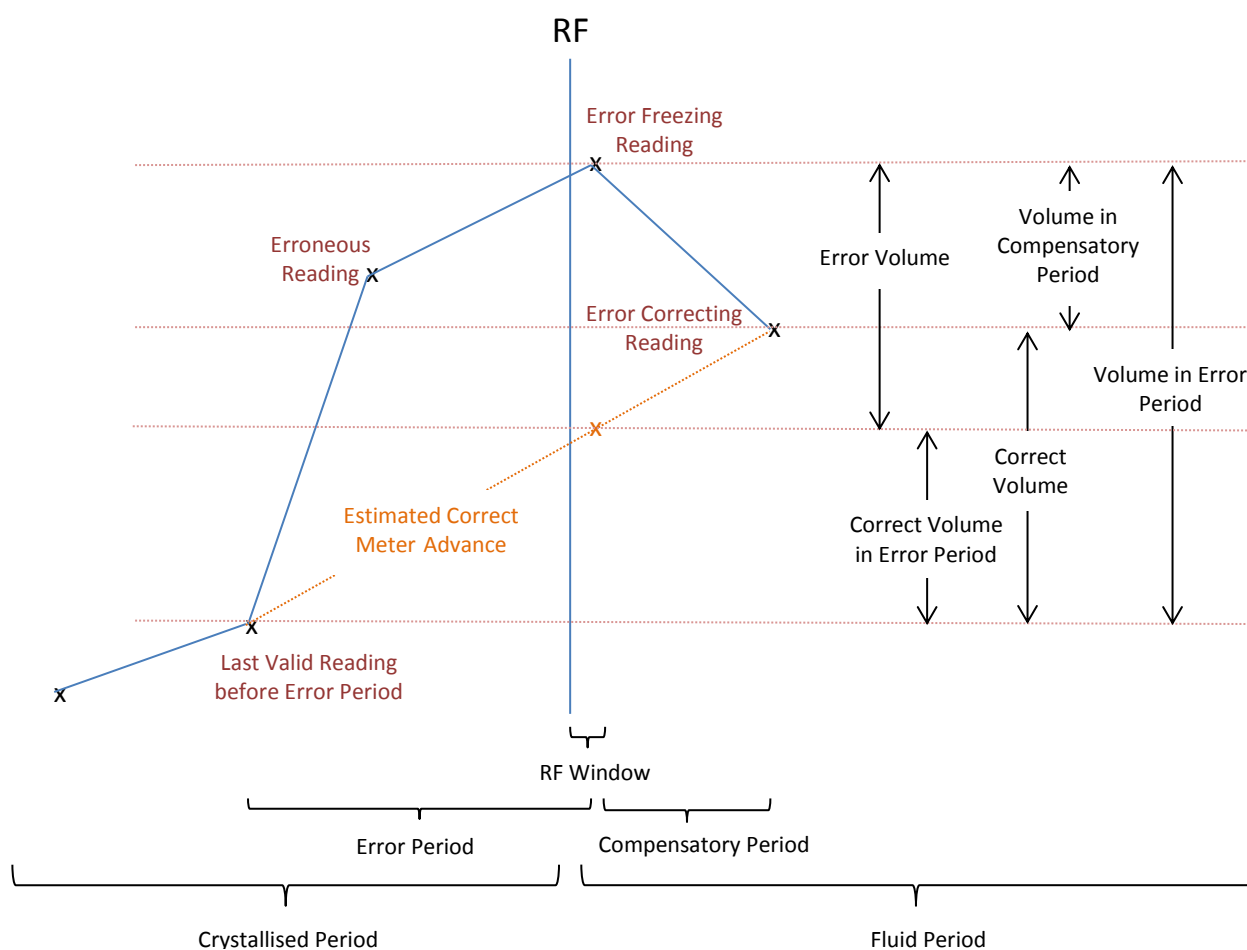 RF
Error Freezing
Reading
Erroneous
Reading
Error Volume
Volume in
Compensatory
Period
Error Correcting
Reading
Volume in Error
Period
Correct
Volume
Estimated Correct
Meter Advance
Correct Volume
in Error Period
Last Valid Reading
before Error Period
RF Window
Error Period
Compensatory Period
Crystallised Period
Fluid Period